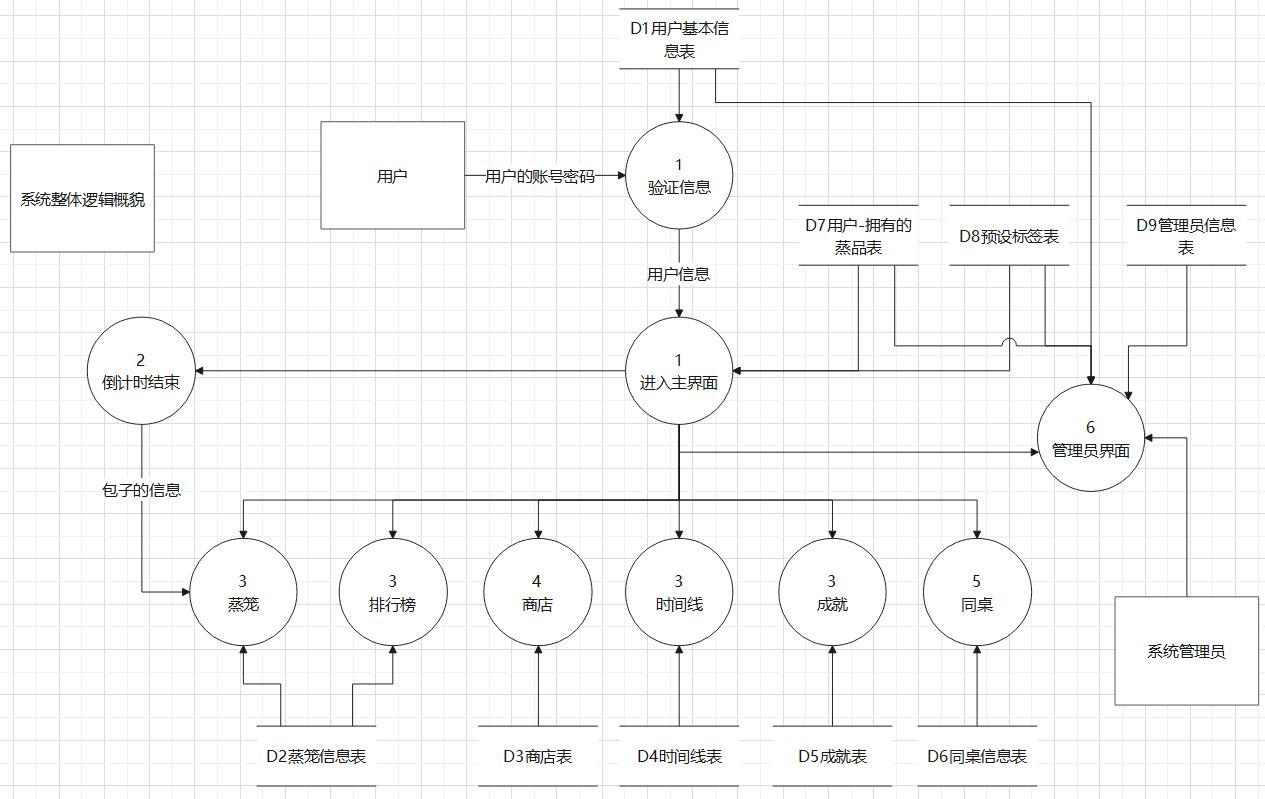 D1用户基本信
息表
系统整体逻辑概貌
用户
用户的账号密码
1
验证信息
D7用户-拥有的
蒸品表
D8预设标签表
D9管理员信息
表
用户信息
2
倒计时结束
1
进入主界面
6
管理员界面
包子的信息
3
蒸笼
3
排行榜
4
商店
3
时间线
3
成就
5
同桌
系统管理员
D2蒸笼信息表
D3商店表
D4时间线表
D5成就表
D6同桌信息表